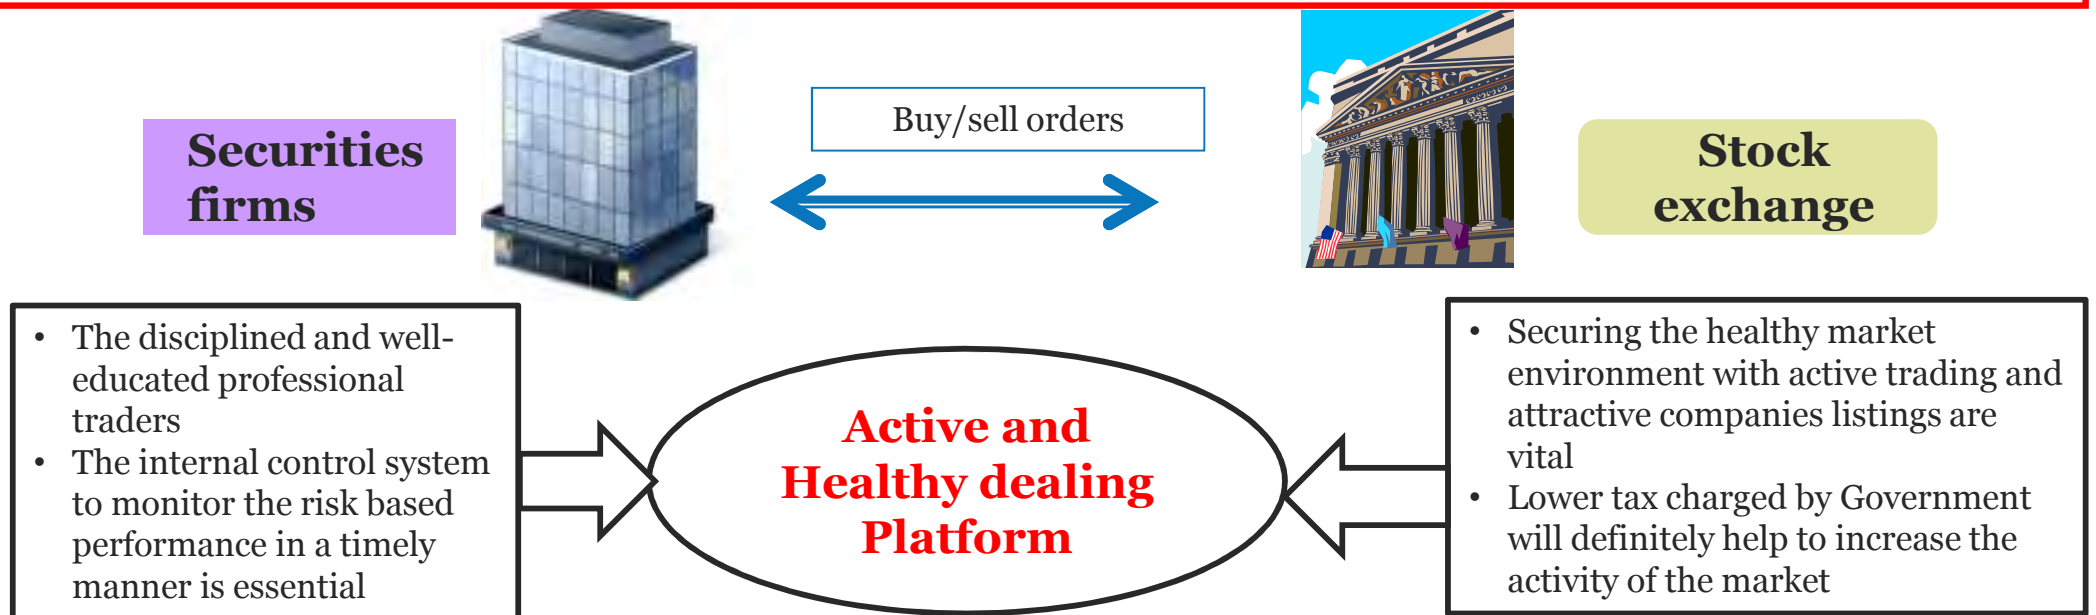 Securities
firms
Buy/sell orders
Stock
exchange
• The disciplined and well-
educated professional
traders
• The internal control system
to monitor the risk based
performance in a timely
manner is essential
Active and
Healthy dealing
Platform
• Securing the healthy market
environment with active trading and
attractive companies listings are
vital
• Lower tax charged by Government
will definitely help to increase the
activity of the market